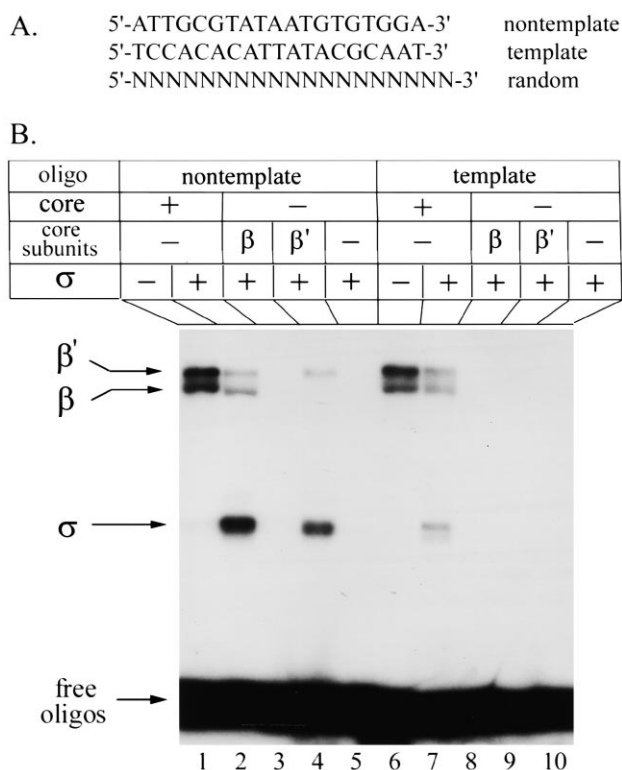 A.
5'-ATTGCGTATAATGTGTGGA-3' nontemplate
5'-TCCACACATTATACGCAAT-3' template
5'-NNNNNNNNNNNNNNNNNNN-3' random
B.
oligo nontemplate template
core + − + −
core subunits − β β' − − β β' −
σ − + + + + − + + + +
β'
β
σ
free
oligos
1 2 3 4 5 6 7 8 9 10